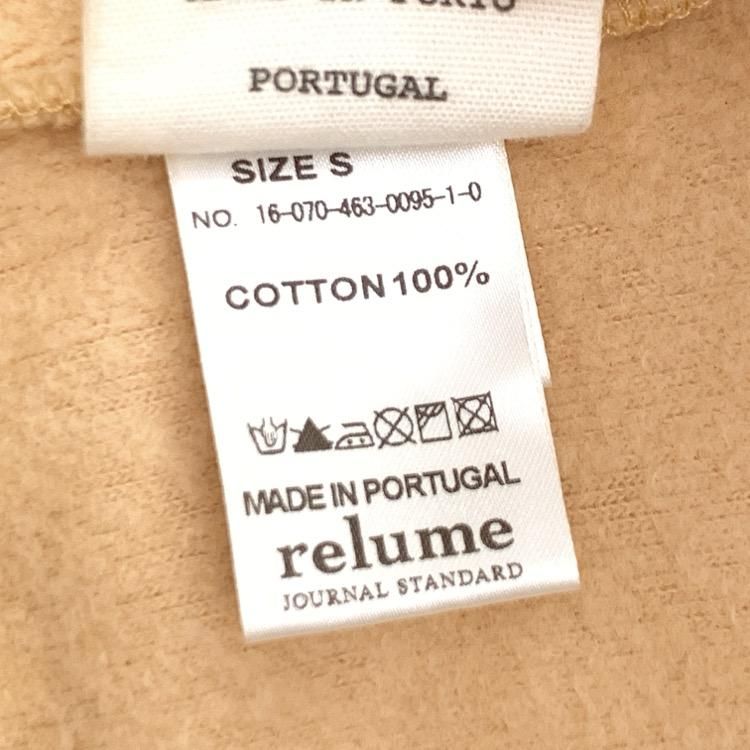 PORTUGAL
SIZE S
NO. 16-070-463-0095-1-0
COTTON 100%
MADE IN PORTUGAL
relume
JOURNAL STANDARD